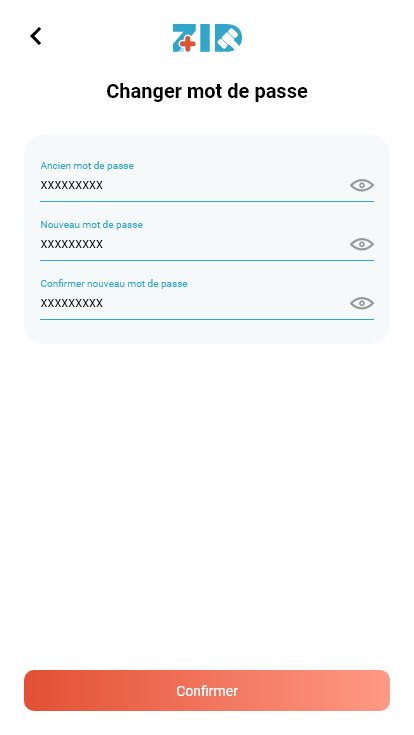 ZID
Changer mot de passe
Ancien mot de passe
xxxxxxxxx
Nouveau mot de passe
xxxxxxxxx
Confirmer nouveau mot de passe
xxxxxxxxx
Confirmer